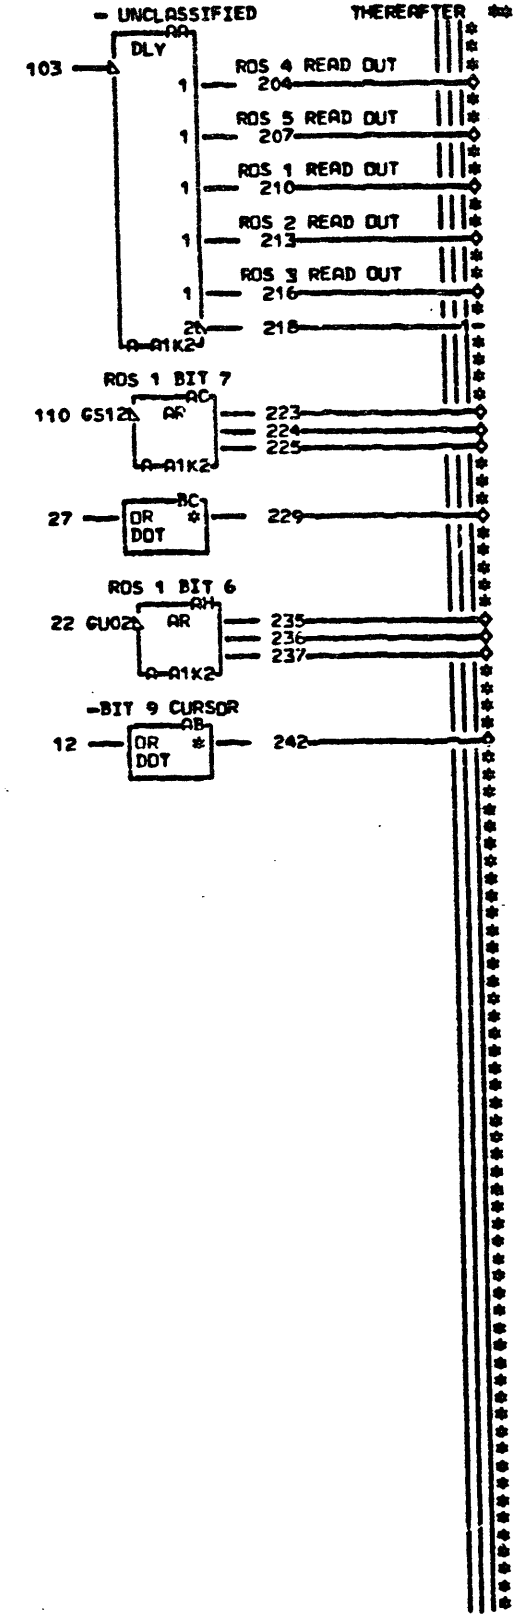 - UNCLASSIFIED THEREAFTER **
AA
DLY
103
ROS 4 READ OUT
1 204
ROS 5 READ OUT
1 207
ROS 1 READ OUT
1 210
ROS 2 READ OUT
1 213
ROS 3 READ OUT
1 216
2 218
A-A1K2
ROS 1 BIT 7
AC
110 GS12 AR 223
224
225
A-A1K2
BC
27 OR * 229
DOT
ROS 1 BIT 6
AH
22 GU02 AR 235
236
237
A-A1K2
-BIT 9 CURSOR
AB
12 OR * 242
DOT